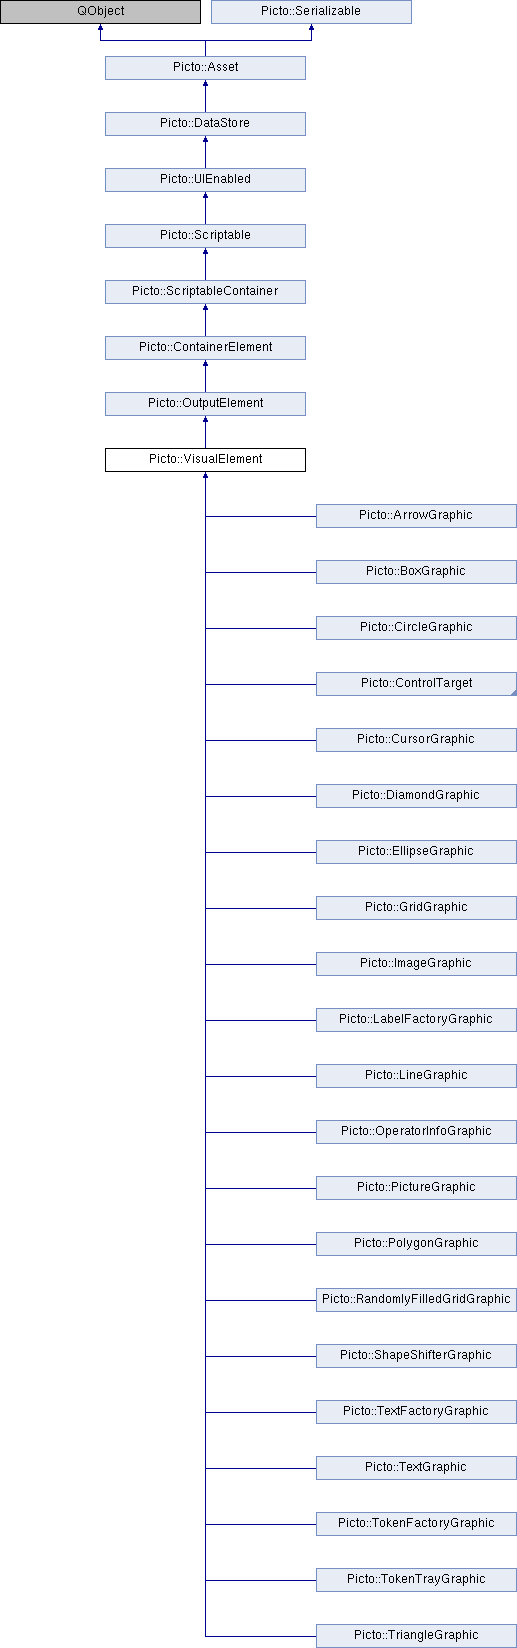 QObject
Picto::Serializable
Picto::Asset
Picto::DataStore
Picto::UIEnabled
Picto::Scriptable
Picto::ScriptableContainer
Picto::ContainerElement
Picto::OutputElement
Picto::VisualElement
Picto::ArrowGraphic
Picto::BoxGraphic
Picto::CircleGraphic
Picto::ControlTarget
Picto::CursorGraphic
Picto::DiamondGraphic
Picto::EllipseGraphic
Picto::GridGraphic
Picto::ImageGraphic
Picto::LabelFactoryGraphic
Picto::LineGraphic
Picto::OperatorInfoGraphic
Picto::PictureGraphic
Picto::PolygonGraphic
Picto::RandomlyFilledGridGraphic
Picto::ShapeShifterGraphic
Picto::TextFactoryGraphic
Picto::TextGraphic
Picto::TokenFactoryGraphic
Picto::TokenTrayGraphic
Picto::TriangleGraphic